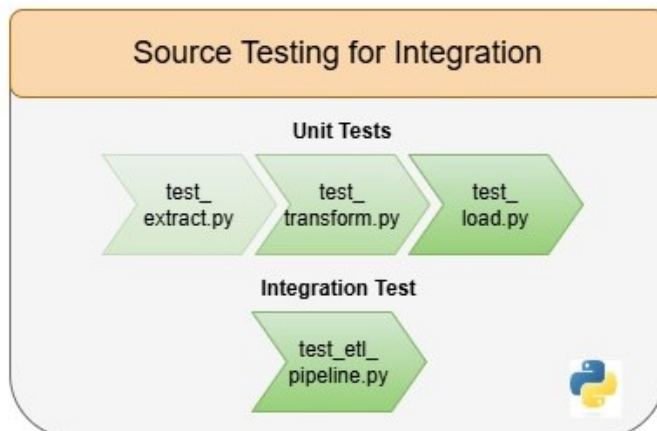 Source Testing for Integration
Unit Tests
test_
extract.py
test_
transform.py
test_
load.py
Integration Test
test_etl_
pipeline.py